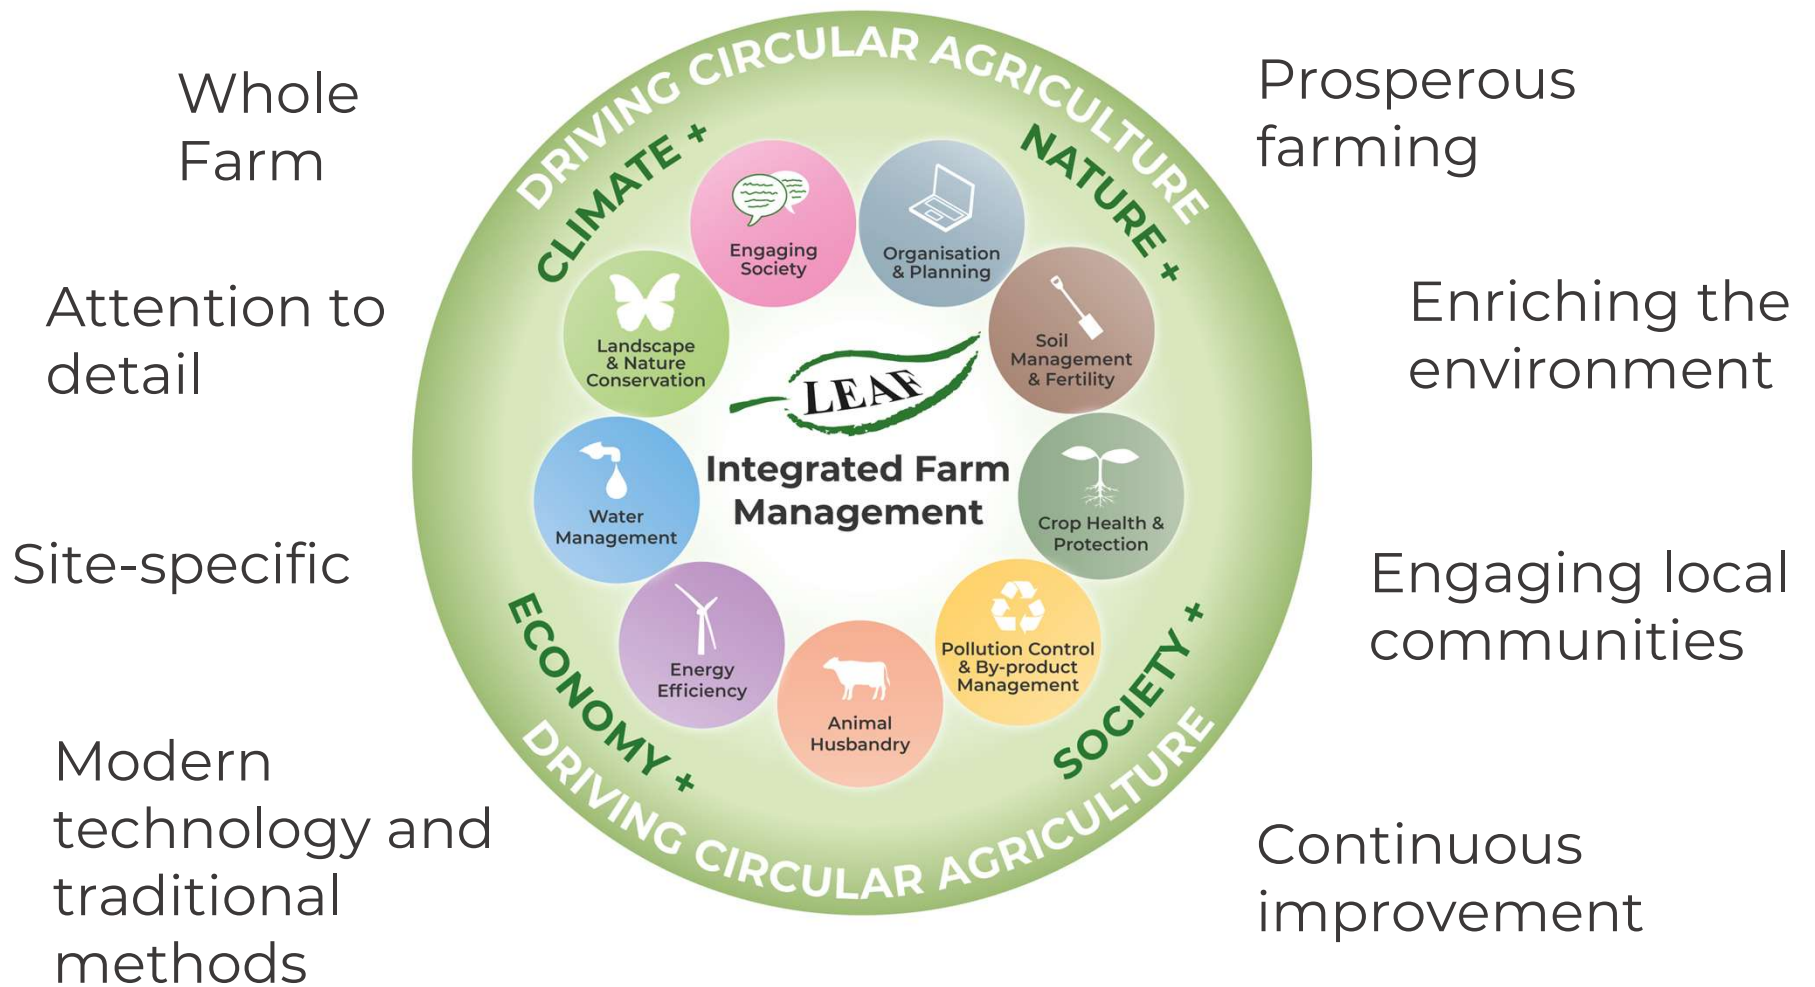 Whole
Farm
Attention to
detail
Site-specific
Modern
technology and
traditional
methods
DRIVING CIRCULAR AGRICULTURE
CLIMATE +
NATURE +
Engaging
Society
Organisation
& Planning
Landscape
& Nature
Conservation
Soil
Management
& Fertility
LEAF
Integrated Farm
Management
Water
Management
Crop Health &
Protection
Energy
Efficiency
Animal
Husbandry
Pollution Control
& By-product
Management
ECONOMY +
SOCIETY +
DRIVING CIRCULAR AGRICULTURE
Prosperous
farming
Enriching the
environment
Engaging local
communities
Continuous
improvement